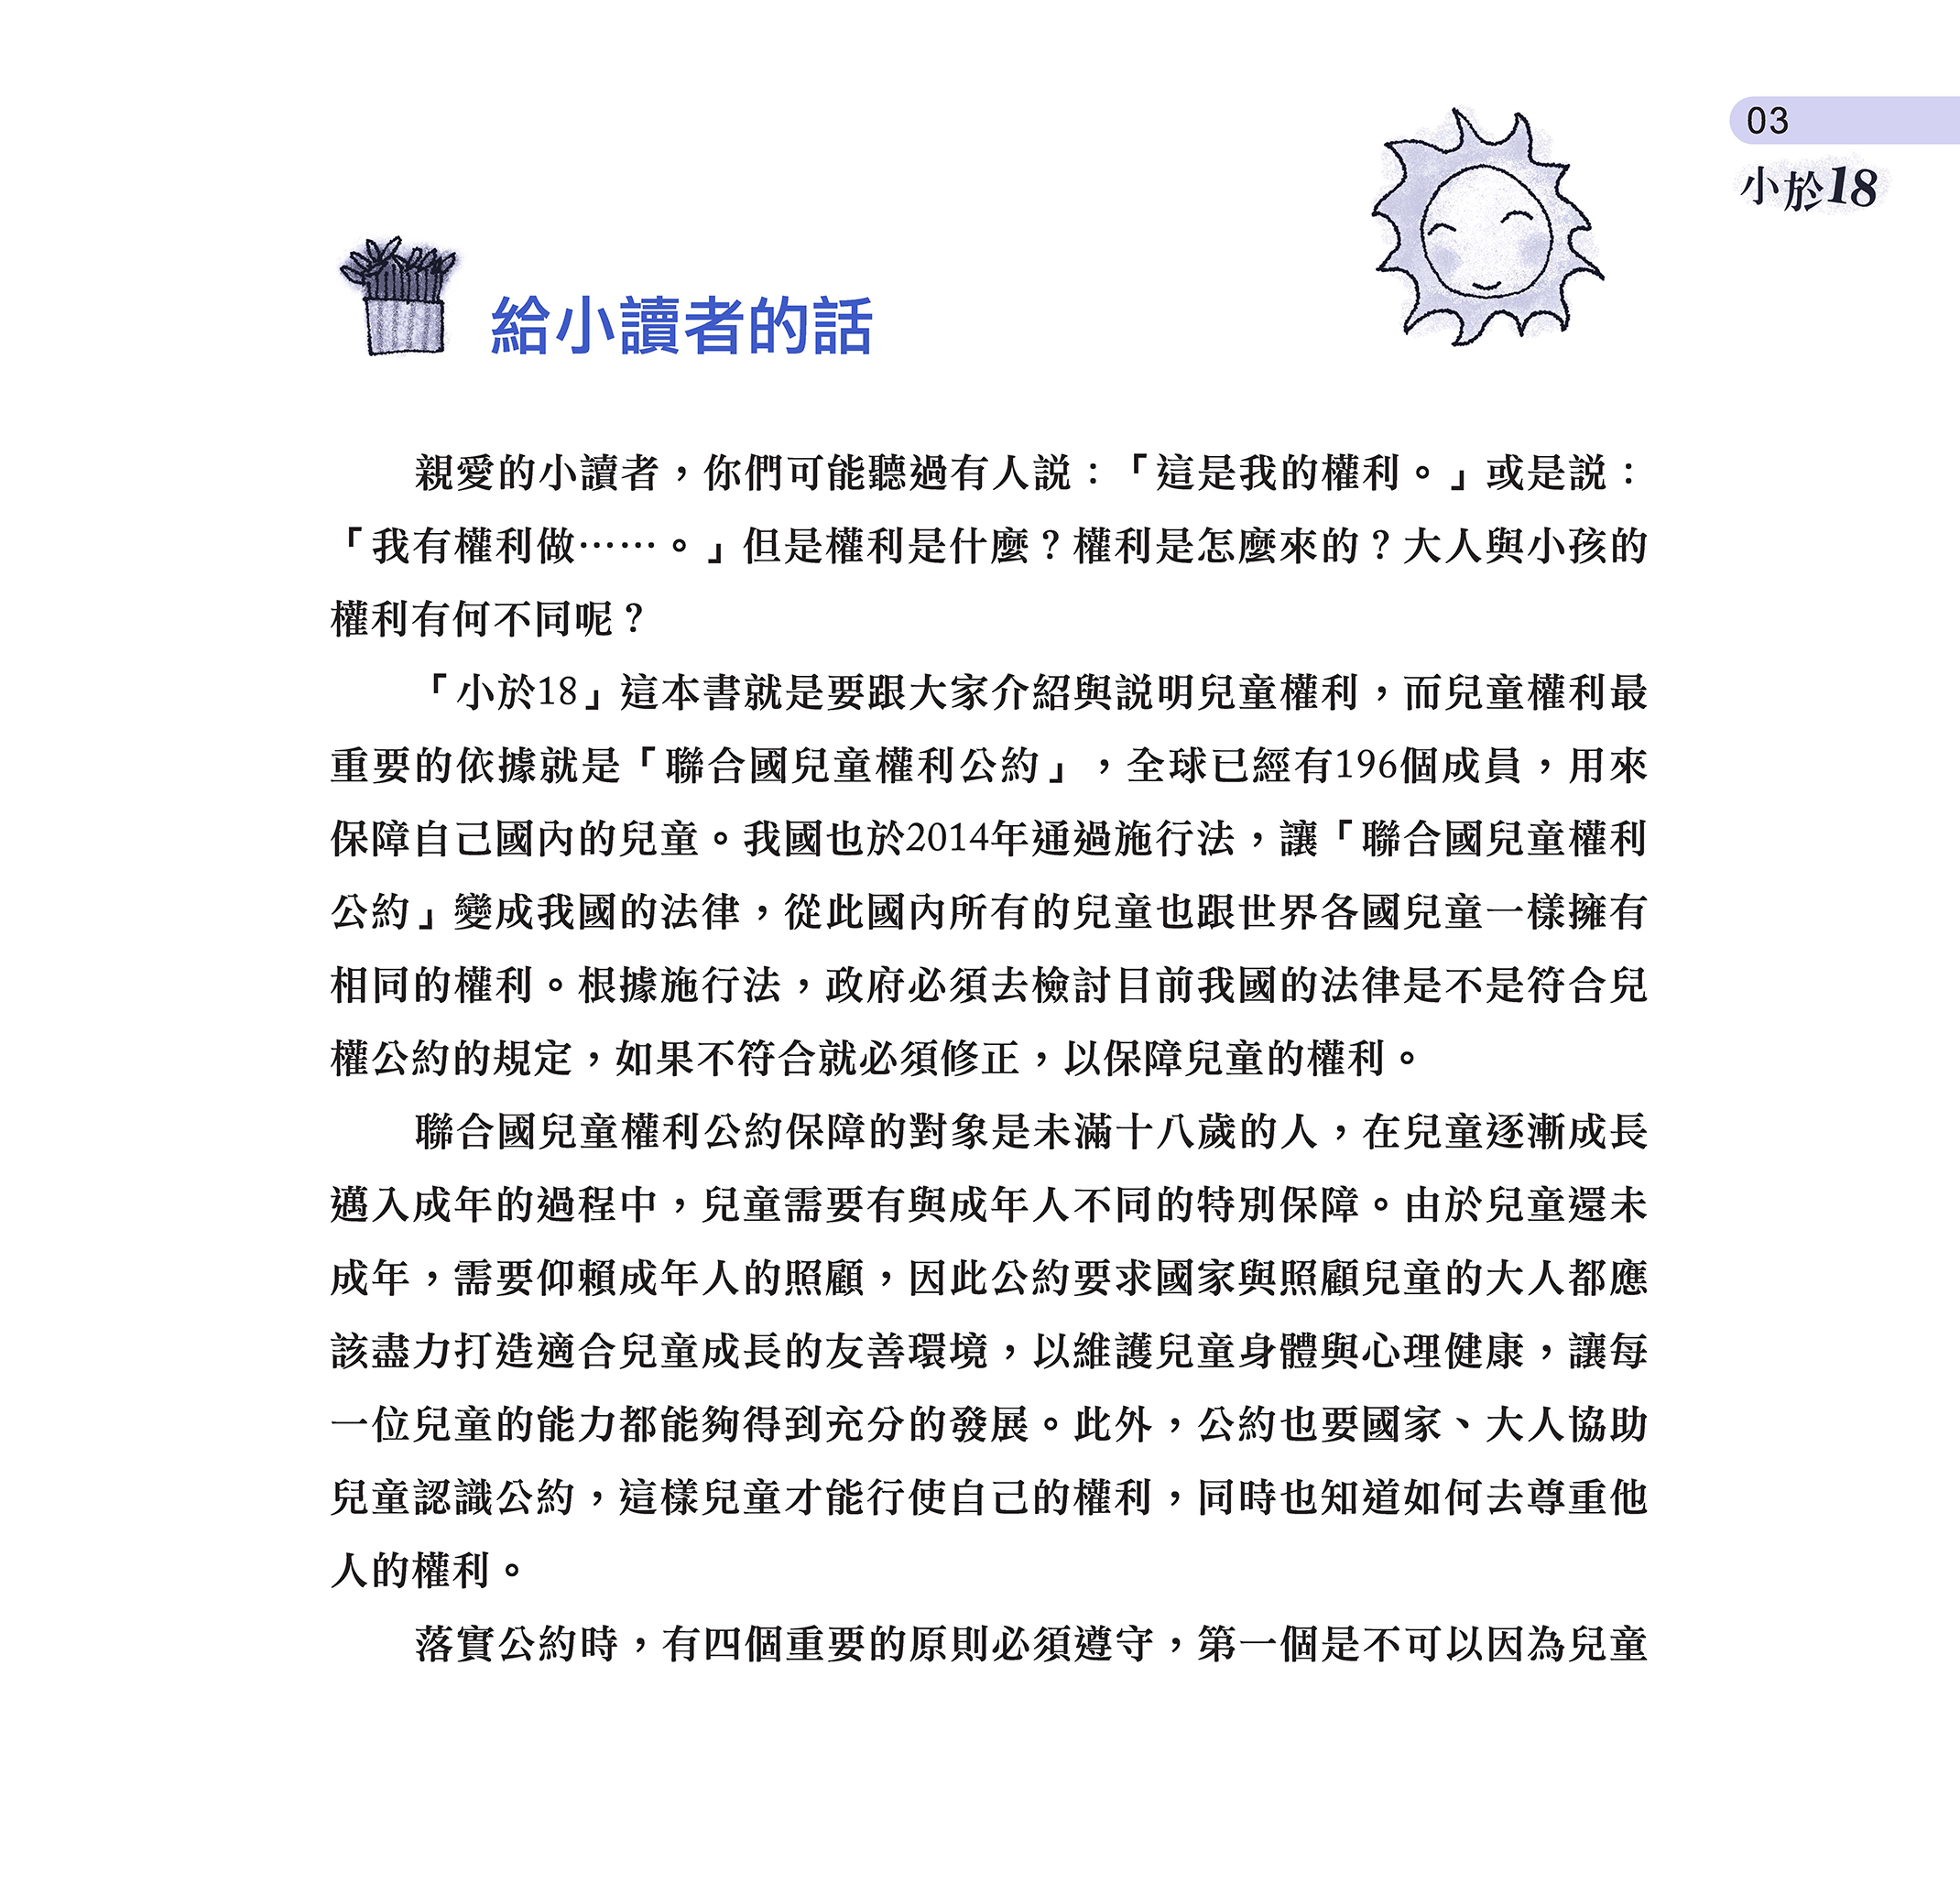 03
小於18
給小讀者的話
親愛的小讀者，你們可能聽過有人説：「這是我的權利。」或是説：
「我有權利做……。」但是權利是什麼？權利是怎麼來的？大人與小孩的
權利有何不同呢？
「小於18」這本書就是要跟大家介紹與説明兒童權利，而兒童權利最
重要的依據就是「聯合國兒童權利公約」，全球已經有196個成員，用來
保障自己國內的兒童。我國也於2014年通過施行法，讓「聯合國兒童權利
公約」變成我國的法律，從此國內所有的兒童也跟世界各國兒童一樣擁有
相同的權利。根據施行法，政府必須去檢討目前我國的法律是不是符合兒
權公約的規定，如果不符合就必須修正，以保障兒童的權利。
聯合國兒童權利公約保障的對象是未滿十八歲的人，在兒童逐漸成長
邁入成年的過程中，兒童需要有與成年人不同的特別保障。由於兒童還未
成年，需要仰賴成年人的照顧，因此公約要求國家與照顧兒童的大人都應
該盡力打造適合兒童成長的友善環境，以維護兒童身體與心理健康，讓每
一位兒童的能力都能夠得到充分的發展。此外，公約也要國家、大人協助
兒童認識公約，這樣兒童才能行使自己的權利，同時也知道如何去尊重他
人的權利。
落實公約時，有四個重要的原則必須遵守，第一個是不可以因為兒童